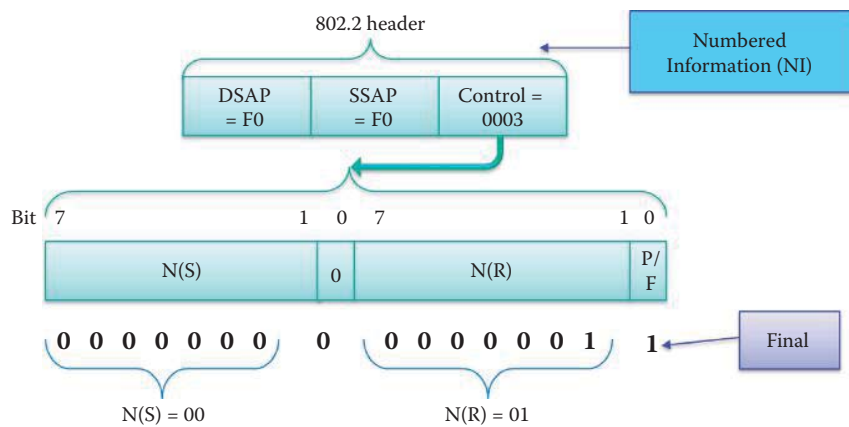 802.2 header
Numbered
Information (NI)
DSAP
= F0
SSAP
= F0
Control =
0003
Bit 7 1 0 7 1 0
N(S) 0 N(R) P/
F
0 0 0 0 0 0 0 0 0 0 0 0 0 0 1 1
Final
N(S) = 00 N(R) = 01